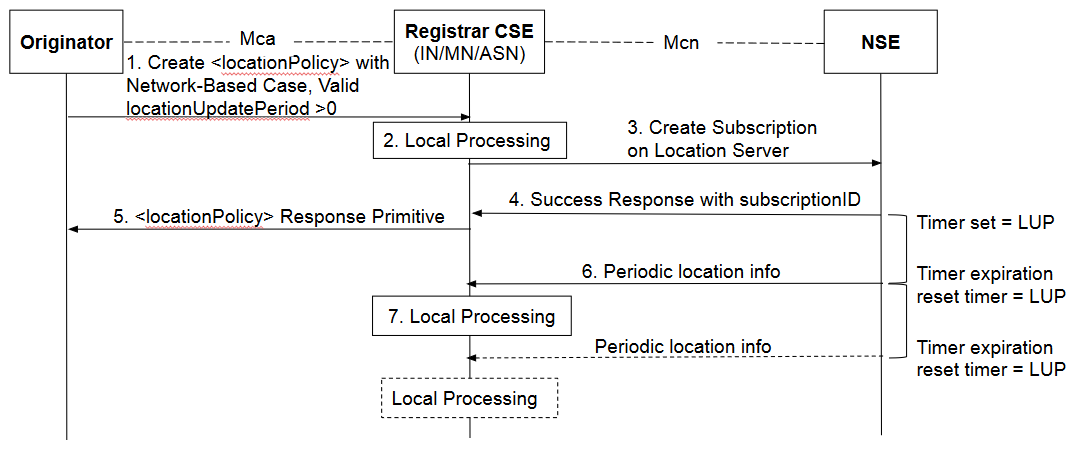 Originator
Mca
Registrar CSE
(IN/MN/ASN)
Mcn
NSE
1. Create <locationPolicy> with
Network-Based Case, Valid
locationUpdatePeriod >0
2. Local Processing
3. Create Subscription
on Location Server
4. Success Response with subscriptionID
5. <locationPolicy> Response Primitive
Timer set = LUP
6. Periodic location info
Timer expiration
reset timer = LUP
7. Local Processing
Periodic location info
Timer expiration
reset timer = LUP
Local Processing